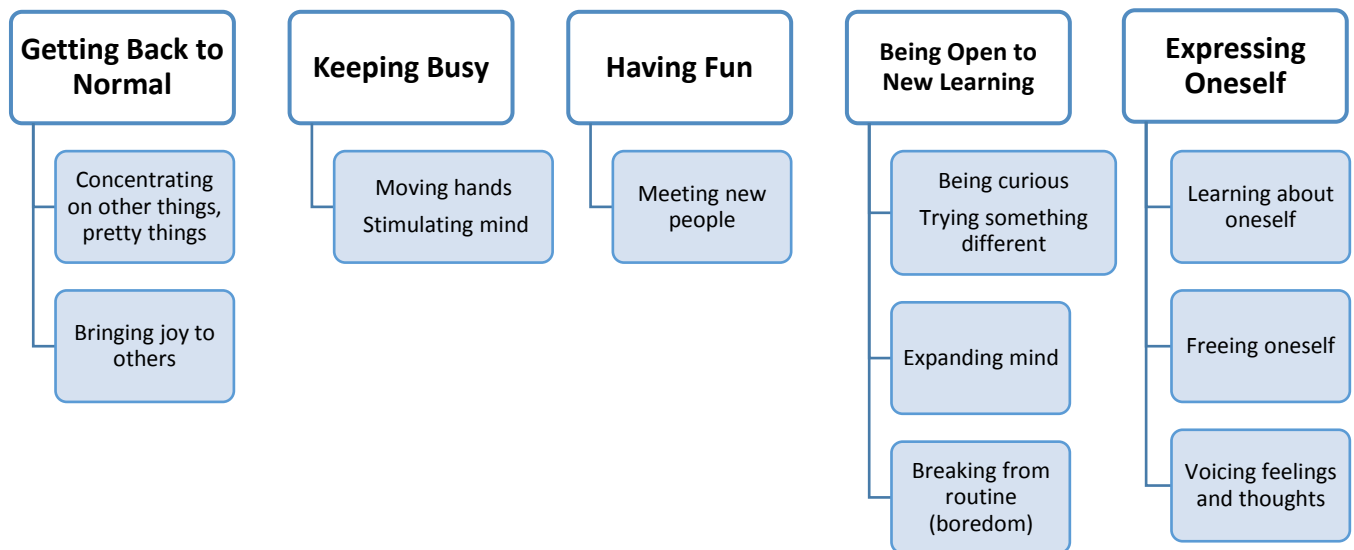 Getting Back to
Normal
Concentrating
on other things,
pretty things
Bringing joy to
others
Keeping Busy
Moving hands
Stimulating mind
Having Fun
Meeting new
people
Being Open to
New Learning
Being curious
Trying something
different
Expanding mind
Breaking from
routine
(boredom)
Expressing
Oneself
Learning about
oneself
Freeing oneself
Voicing feelings
and thoughts